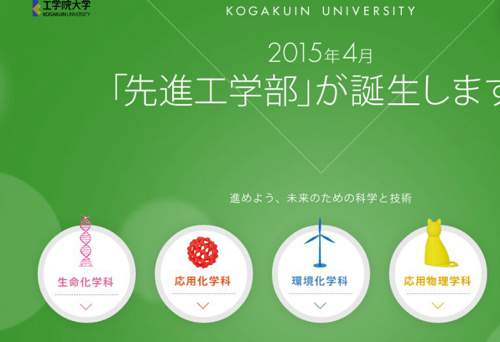 工学院大学
KOGAKUIN UNIVERSITY
KOGAKUIN UNIVERSITY
2015年4月
「先進工学部」が誕生します
進めよう、未来のための科学と技術
生命化学科
応用化学科
環境化学科
応用物理学科